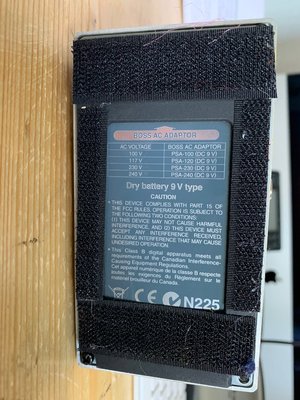 BOSS AC ADAPTOR
AC VOLTAGE BOSS AC ADAPTOR
100 V PSA-100 (DC 9 V)
117 V PSA-120 (DC 9 V)
230 V PSA-230 (DC 9 V)
240 V PSA-240 (DC 9 V)
Dry battery 9 V type
CAUTION
• THIS DEVICE COMPLIES WITH PART 15 OF
THE FCC RULES. OPERATION IS SUBJECT TO
THE FOLLOWING TWO CONDITIONS:
(1) THIS DEVICE MAY NOT CAUSE HARMFUL
INTERFERENCE, AND (2) THIS DEVICE MUST
ACCEPT ANY INTERFERENCE RECEIVED,
INCLUDING INTERFERENCE THAT MAY CAUSE
UNDESIRED OPERATION.
• This Class B digital apparatus meets all
requirements of the Canadian Interference-
Causing Equipment Regulations.
Cet appareil numérique de la classe B respecte
toutes les exigences du Règlement sur le
matériel brouilleur du Canada.
CE N225